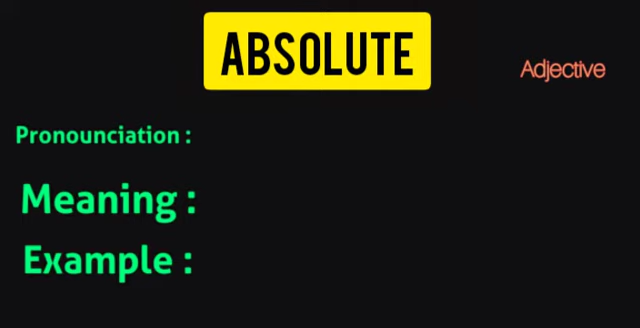 ABSOLUTE
Adjective
Pronounciation :
Meaning :
Example :